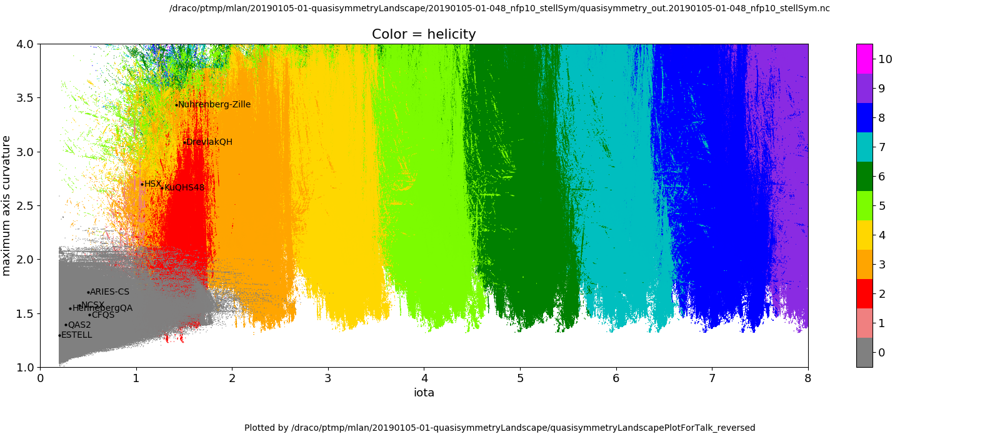 /draco/ptmp/mlan/20190105-01-quasisymmetryLandscape/20190105-01-048_nfp10_stellSym/quasisymmetry_out.20190105-01-048_nfp10_stellSym.nc
Color = helicity
maximum axis curvature
4.0
3.5
3.0
2.5
2.0
1.5
1.0
Nuhrenberg-Zille
DrevlakQH
HSX
KuQHS48
ARIES-CS
NCSX
HennebergQA
CFQS
QAS2
ESTELL
0 1 2 3 4 5 6 7 8
iota
10
9
8
7
6
5
4
3
2
1
0
Plotted by /draco/ptmp/mlan/20190105-01-quasisymmetryLandscape/quasisymmetryLandscapePlotForTalk_reversed